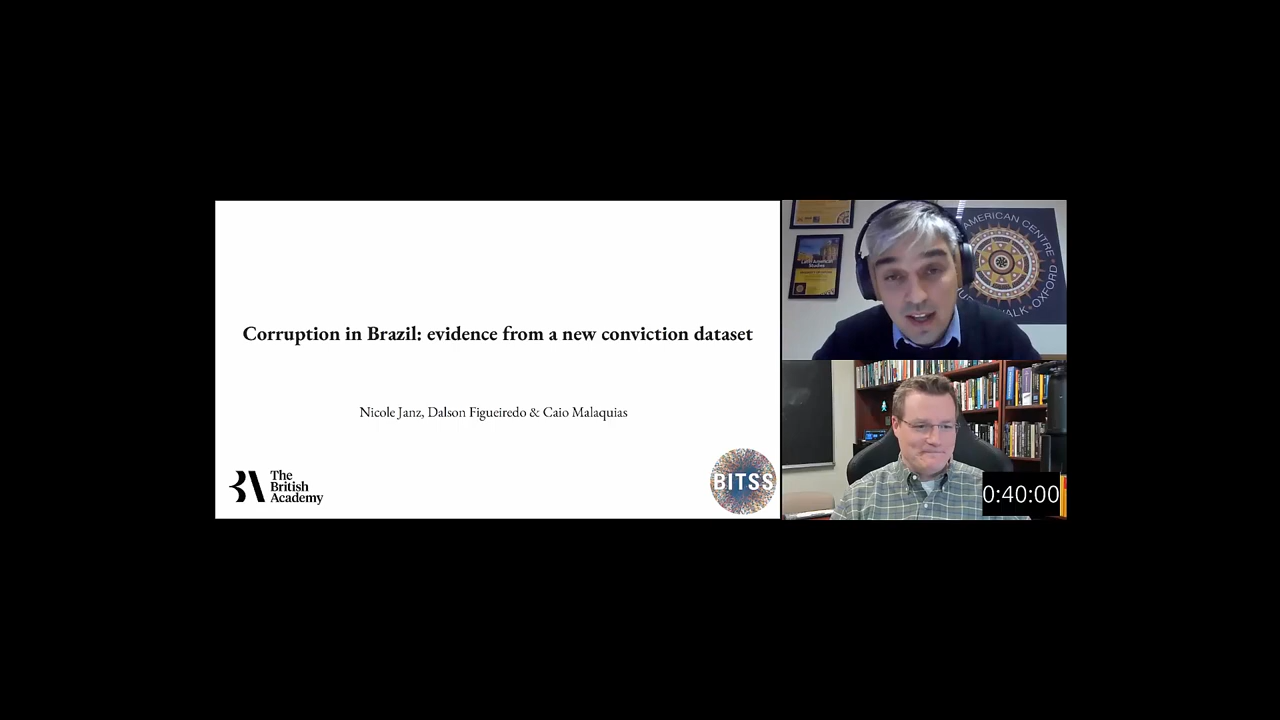 Corruption in Brazil: evidence from a new conviction dataset
Nicole Janz, Dalson Figueiredo & Caio Malaquias
The
British
Academy
BITSS
AMERICAN CENTRE
OXFORD
0:40:00